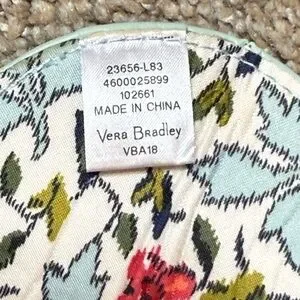 23656-L83
4600025899
102661
MADE IN CHINA
Vera Bradley
VBA18